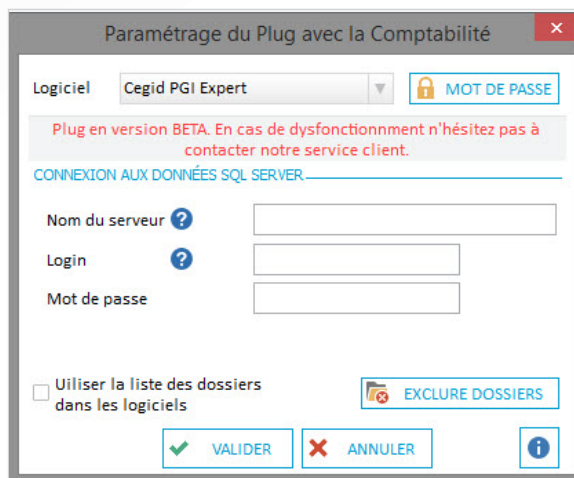 Paramétrage du Plug avec la Comptabilité
Logiciel Cegid PGI Expert MOT DE PASSE
Plug en version BETA. En cas de dysfonctionnment n'hésitez pas à
contacter notre service client.
CONNEXION AUX DONNÉES SQL SERVER
Nom du serveur ?
Login ?
Mot de passe
Uiliser la liste des dossiers
dans les logiciels
EXCLURE DOSSIERS
VALIDER ANNULER i